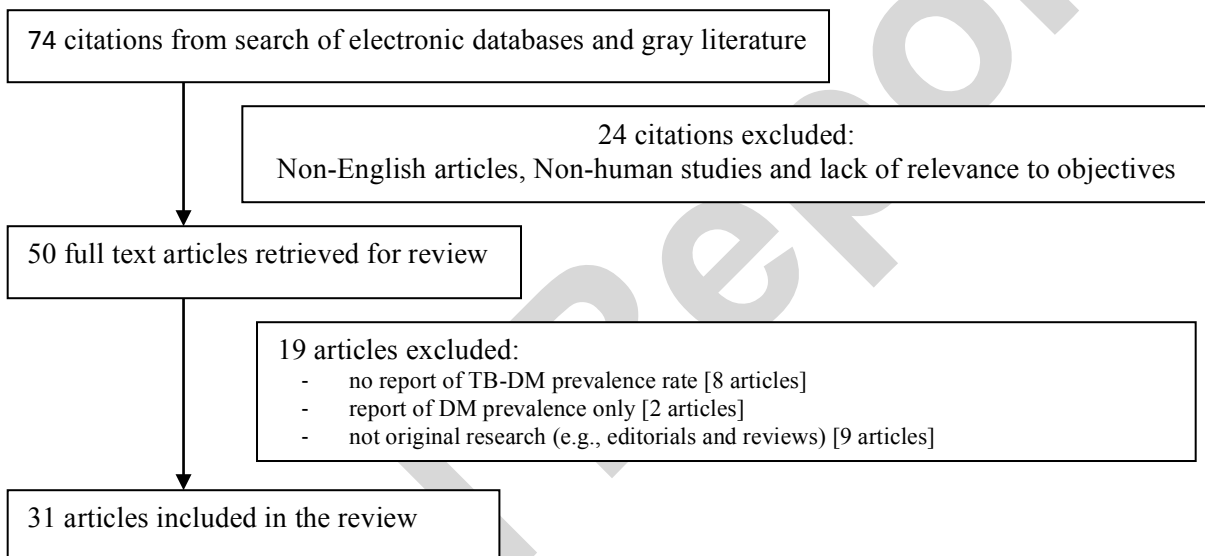 74 citations from search of electronic databases and gray literature
24 citations excluded:
Non-English articles, Non-human studies and lack of relevance to objectives
50 full text articles retrieved for review
19 articles excluded:
- no report of TB-DM prevalence rate [8 articles]
- report of DM prevalence only [2 articles]
- not original research (e.g., editorials and reviews) [9 articles]
31 articles included in the review